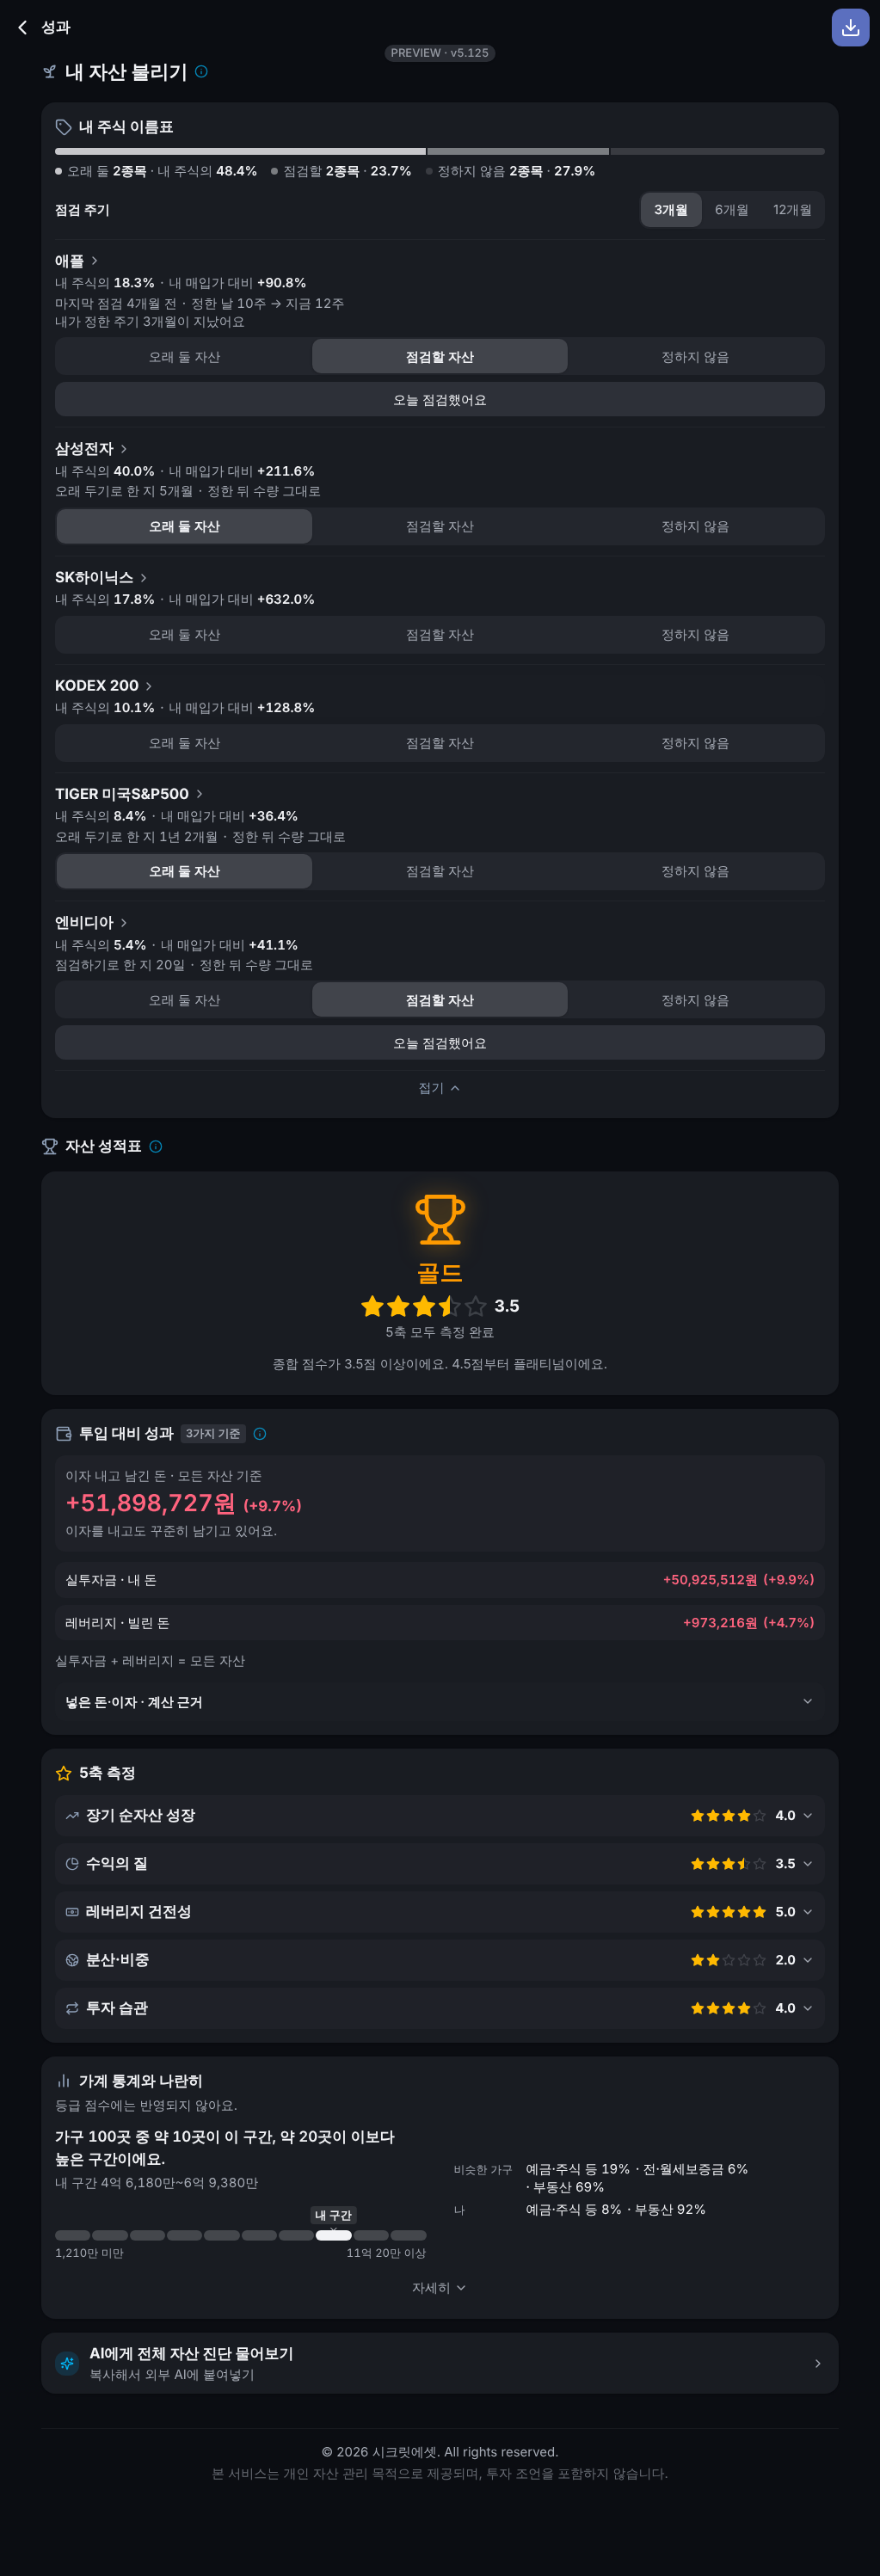 성과
PREVIEW · v5.125
내 자산 불리기
내 주식 이름표
오래 둘 2종목 · 내 주식의 48.4% 점검할 2종목 · 23.7% 정하지 않음 2종목 · 27.9%
점검 주기 3개월 6개월 12개월
애플
내 주식의 18.3% · 내 매입가 대비 +90.8%
마지막 점검 4개월 전 · 정한 날 10주 → 지금 12주
내가 정한 주기 3개월이 지났어요
오래 둘 자산 점검할 자산 정하지 않음
오늘 점검했어요
삼성전자
내 주식의 40.0% · 내 매입가 대비 +211.6%
오래 두기로 한 지 5개월 · 정한 뒤 수량 그대로
오래 둘 자산 점검할 자산 정하지 않음
SK하이닉스
내 주식의 17.8% · 내 매입가 대비 +632.0%
오래 둘 자산 점검할 자산 정하지 않음
KODEX 200
내 주식의 10.1% · 내 매입가 대비 +128.8%
오래 둘 자산 점검할 자산 정하지 않음
TIGER 미국S&P500
내 주식의 8.4% · 내 매입가 대비 +36.4%
오래 두기로 한 지 1년 2개월 · 정한 뒤 수량 그대로
오래 둘 자산 점검할 자산 정하지 않음
엔비디아
내 주식의 5.4% · 내 매입가 대비 +41.1%
점검하기로 한 지 20일 · 정한 뒤 수량 그대로
오래 둘 자산 점검할 자산 정하지 않음
오늘 점검했어요
접기
자산 성적표
골드
3.5
5축 모두 측정 완료
종합 점수가 3.5점 이상이에요. 4.5점부터 플래티넘이에요.
투입 대비 성과 3가지 기준
이자 내고 남긴 돈 · 모든 자산 기준
+51,898,727원 (+9.7%)
이자를 내고도 꾸준히 남기고 있어요.
실투자금 · 내 돈 +50,925,512원 (+9.9%)
레버리지 · 빌린 돈 +973,216원 (+4.7%)
실투자금 + 레버리지 = 모든 자산
넣은 돈·이자 · 계산 근거
5축 측정
장기 순자산 성장 4.0
수익의 질 3.5
레버리지 건전성 5.0
분산·비중 2.0
투자 습관 4.0
가계 통계와 나란히
등급 점수에는 반영되지 않아요.
가구 100곳 중 약 10곳이 이 구간, 약 20곳이 이보다
높은 구간이에요.
내 구간 4억 6,180만~6억 9,380만
내 구간
1,210만 미만 11억 20만 이상
비슷한 가구 예금·주식 등 19% · 전·월세보증금 6%
· 부동산 69%
나 예금·주식 등 8% · 부동산 92%
자세히
AI에게 전체 자산 진단 물어보기
복사해서 외부 AI에 붙여넣기
© 2026 시크릿에셋. All rights reserved.
본 서비스는 개인 자산 관리 목적으로 제공되며, 투자 조언을 포함하지 않습니다.